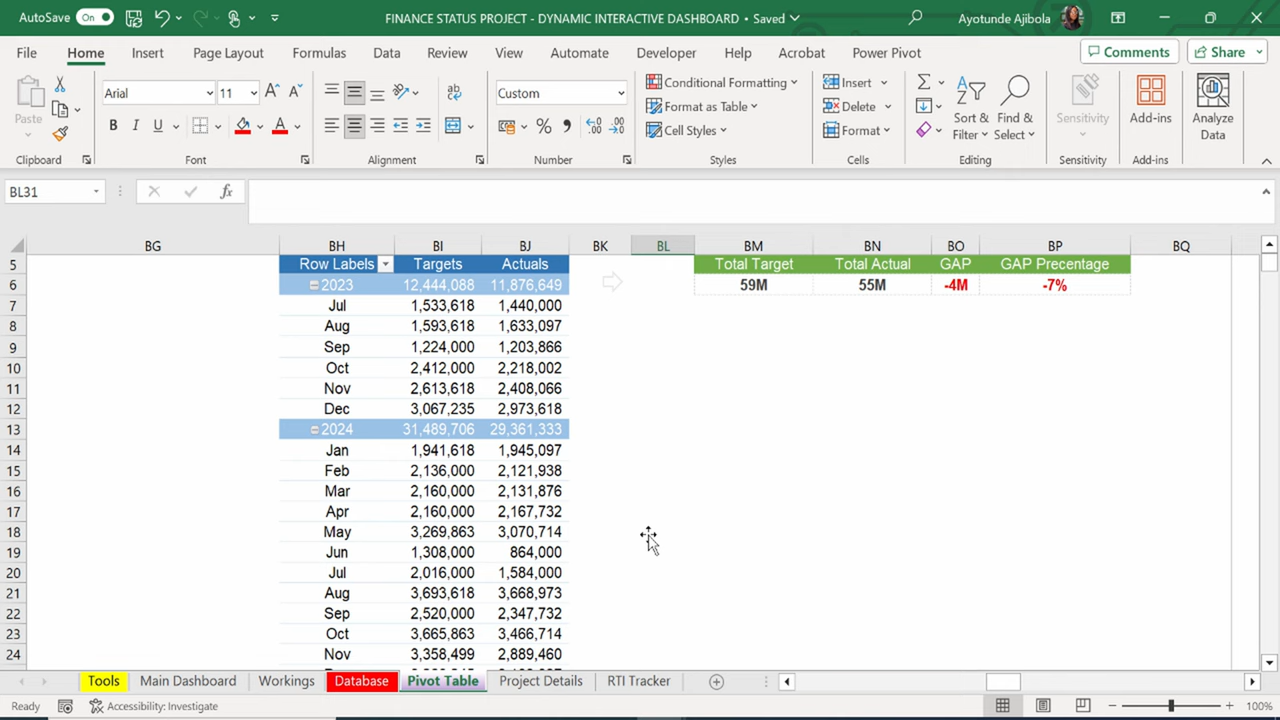 AutoSave On FINANCE STATUS PROJECT - DYNAMIC INTERACTIVE DASHBOARD • Saved Ayotunde Ajibola
File Home Insert Page Layout Formulas Data Review View Automate Developer Help Acrobat Power Pivot Comments Share
Arial 11 Custom Conditional Formatting Insert
Paste Format as Table Delete Sort & Filter Find & Select Sensitivity Add-ins Analyze Data
B I U A Cell Styles Format
Clipboard Font Alignment Number Styles Cells Editing Sensitivity Add-ins
BL31 fx
BG BH BI BJ BK BL BM BN BO BP BQ
5 Row Labels Targets Actuals Total Target Total Actual GAP GAP Precentage
6 2023 12,444,088 11,876,649 59M 55M -4M -7%
7 Jul 1,533,618 1,440,000
8 Aug 1,593,618 1,633,097
9 Sep 1,224,000 1,203,866
10 Oct 2,412,000 2,218,002
11 Nov 2,613,618 2,408,066
12 Dec 3,067,235 2,973,618
13 2024 31,489,706 29,361,333
14 Jan 1,941,618 1,945,097
15 Feb 2,136,000 2,121,938
16 Mar 2,160,000 2,131,876
17 Apr 2,160,000 2,167,732
18 May 3,269,863 3,070,714
19 Jun 1,308,000 864,000
20 Jul 2,016,000 1,584,000
21 Aug 3,693,618 3,668,973
22 Sep 2,520,000 2,347,732
23 Oct 3,665,863 3,466,714
24 Nov 3,358,499 2,889,460
Tools Main Dashboard Workings Database Pivot Table Project Details RTI Tracker
Ready Accessibility: Investigate 100%